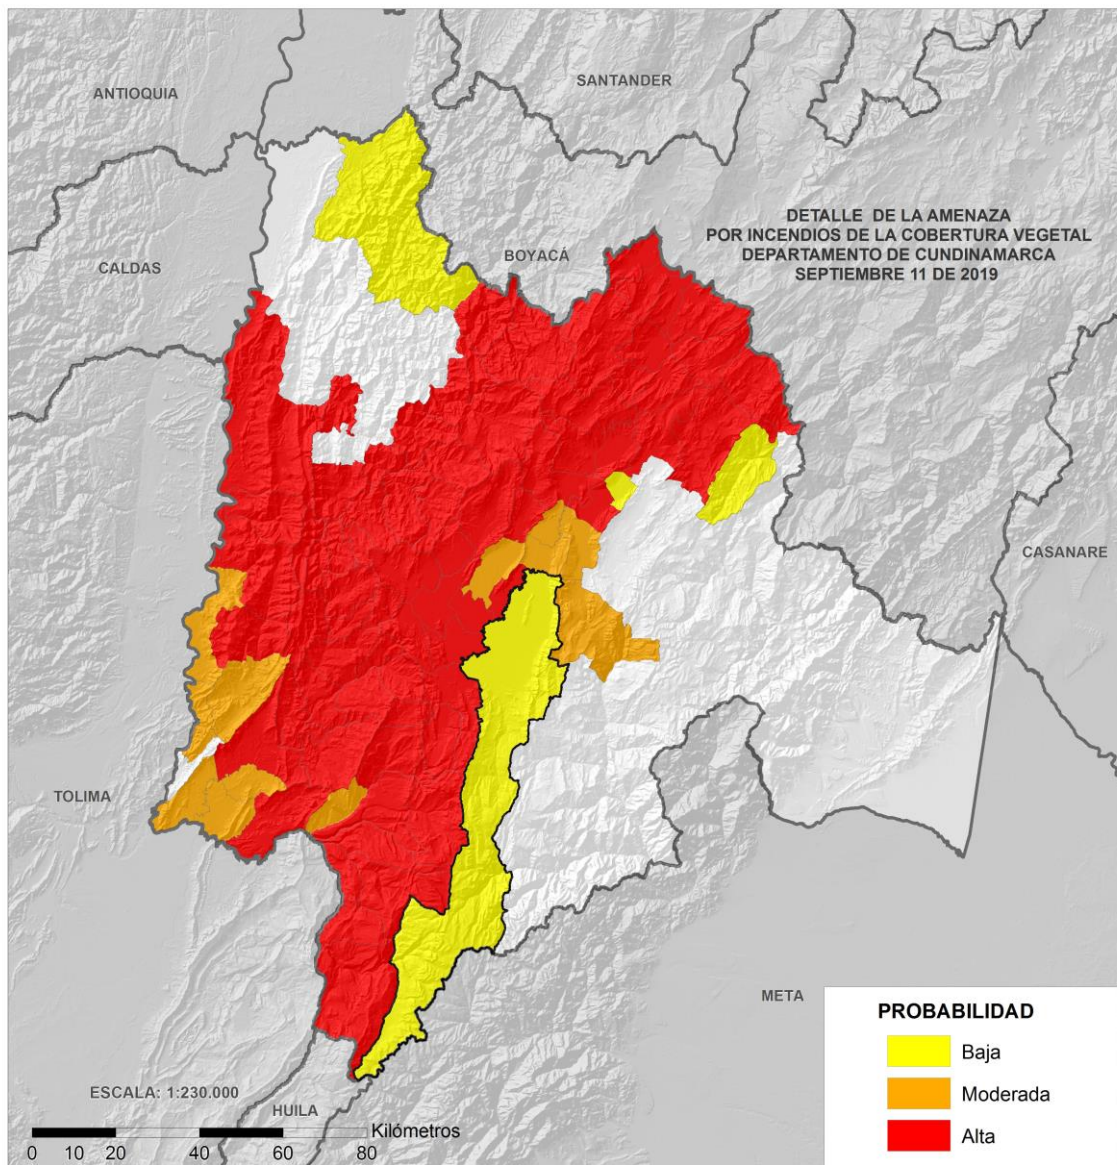 SANTANDER
ANTIOQUIA
DETALLE DE LA AMENAZA
POR INCENDIOS DE LA COBERTURA VEGETAL
DEPARTAMENTO DE CUNDINAMARCA
SEPTIEMBRE 11 DE 2019
BOYACÁ
CALDAS
CASANARE
TOLIMA
META
PROBABILIDAD
Baja
Moderada
Alta
ESCALA: 1:230.000
HUILA
Kilómetros
0 10 20 40 60 80